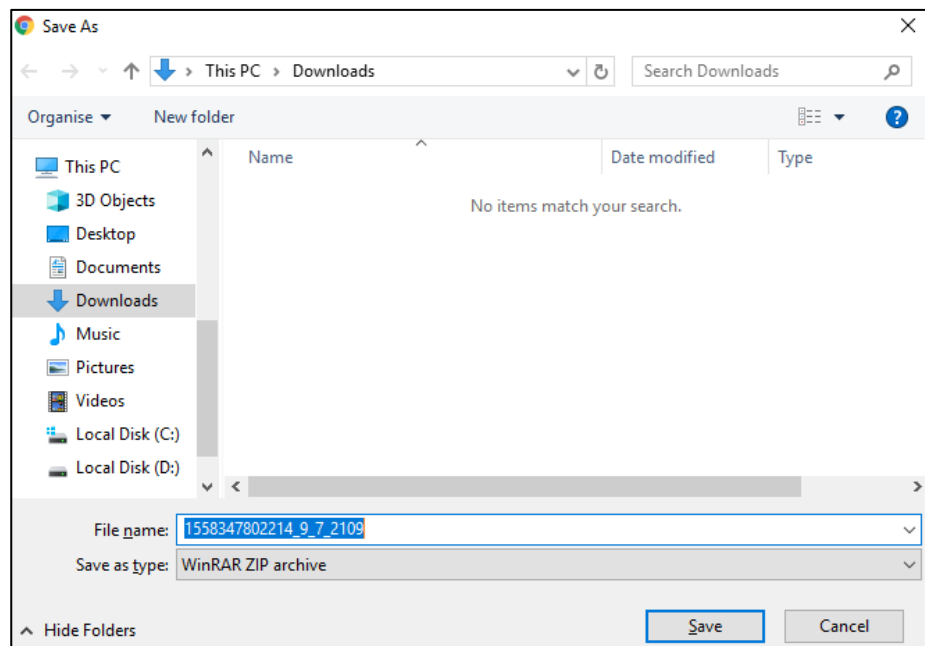 Save As
This PC > Downloads
Search Downloads
Organise
New folder
Name
Date modified
Type
No items match your search.
This PC
3D Objects
Desktop
Documents
Downloads
Music
Pictures
Videos
Local Disk (C:)
Local Disk (D:)
File name: 1558347802214_9_7_2109
Save as type: WinRAR ZIP archive
Hide Folders
Save
Cancel